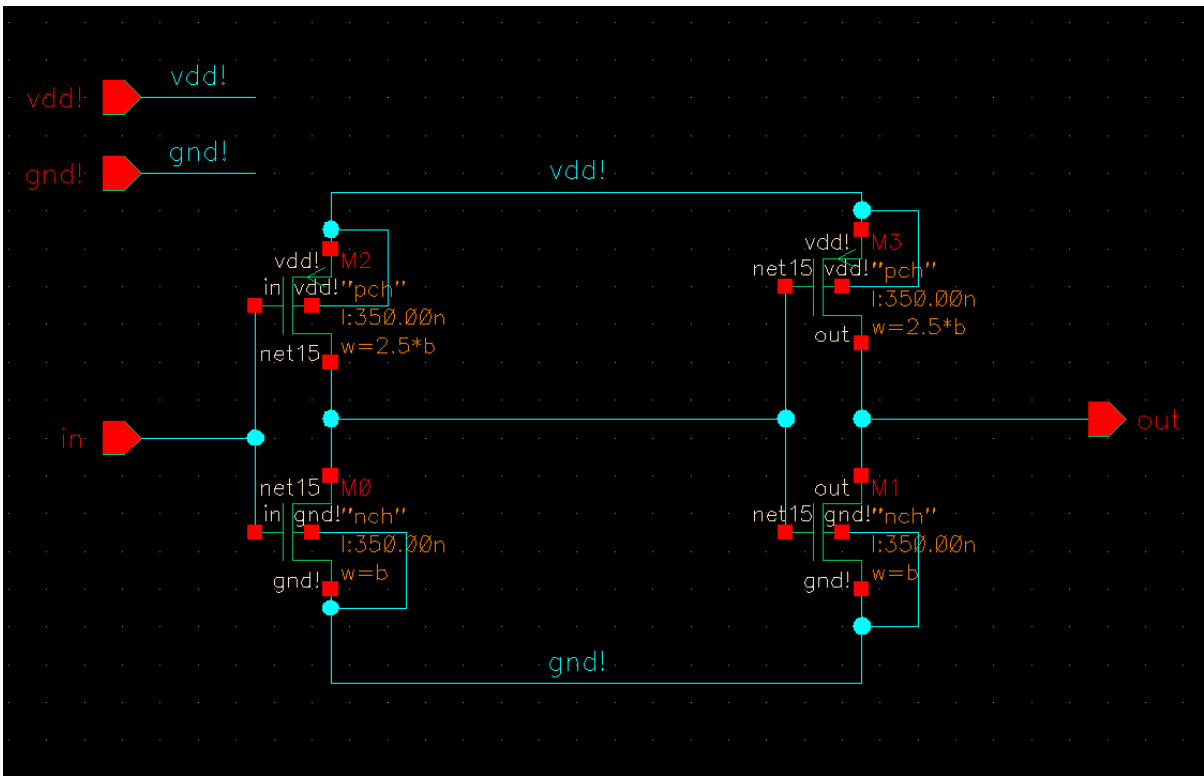 vdd!
vdd!
gnd!
gnd!
vdd!
vdd! M2
in vdd! "pch"
l:350.00n
w=2.5*b
net15
vdd! M3
net15 vdd! "pch"
l:350.00n
w=2.5*b
out
in
out
net15 M0
in gnd! "nch"
l:350.00n
w=b
gnd!
out M1
net15 gnd! "nch"
l:350.00n
w=b
gnd!
gnd!